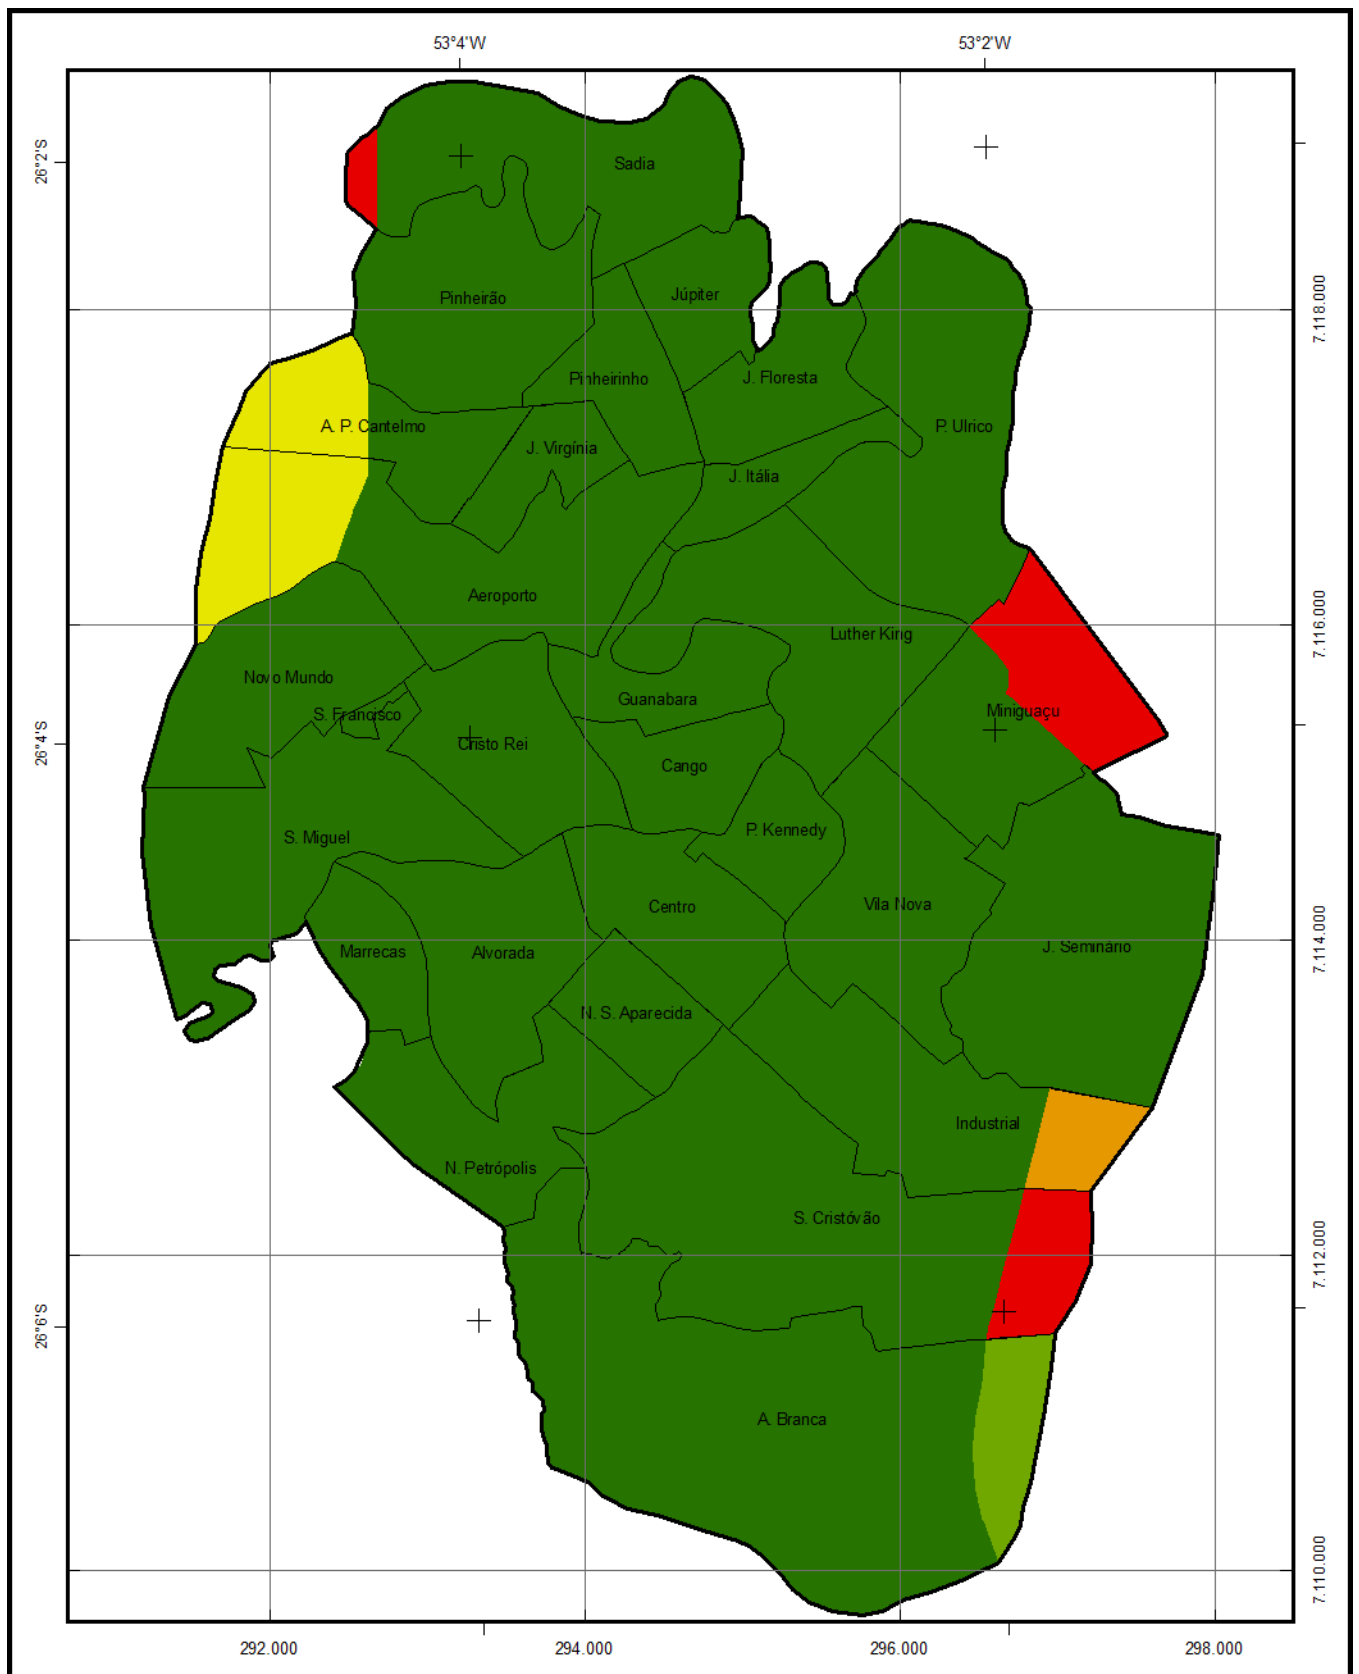 53°4'W
53°2'W
26°2'S
Sadia
Pinheirão
Júpiter
7.118.000
Pinheirinho
J. Floresta
A. P. Cantelmo
P. Ulrico
J. Virgínia
J. Itália
Aeroporto
7.116.000
Luther King
Novo Mundo
Guanabara
S. Francisco
Miniguaçu
26°4'S
Cristo Rei
Cango
P. Kennedy
S. Miguel
Vila Nova
Centro
7.114.000
J. Seminário
Marrecas
Alvorada
N. S. Aparecida
Industrial
N. Petrópolis
S. Cristóvão
7.112.000
26°6'S
A. Branca
7.110.000
292.000
294.000
296.000
298.000